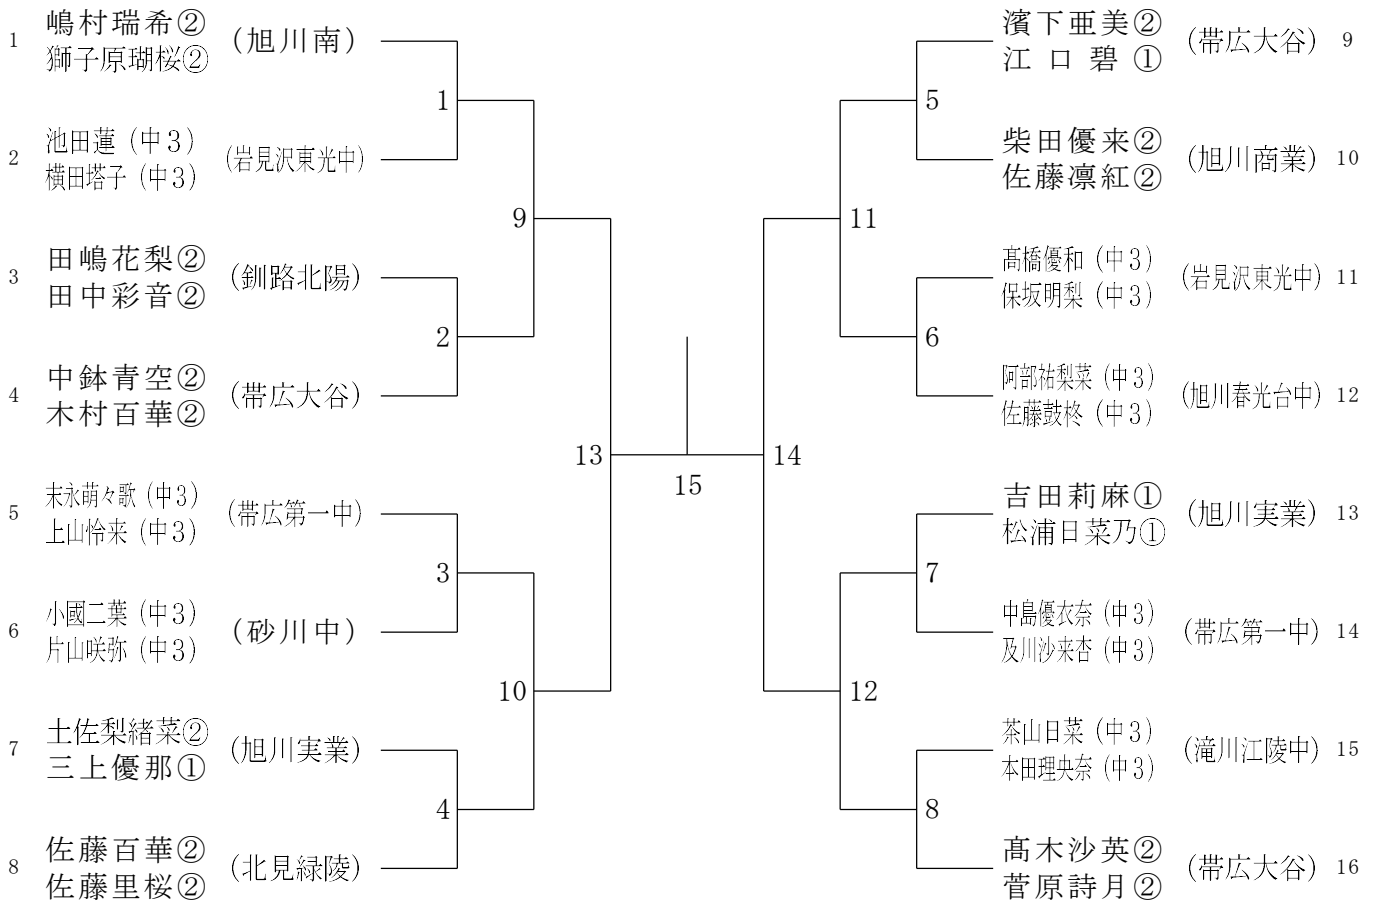 1 嶋村瑞希② (旭川南)
獅子原瑚桜②
2 池田蓮（中３） (岩見沢東光中)
横田塔子（中３）
3 田嶋花梨② (釧路北陽)
田中彩音②
4 中鉢青空② (帯広大谷)
木村百華②
5 末永萌々歌（中３） (帯広第一中)
上山怜来（中３）
6 小國二葉（中３） (砂川中)
片山咲弥（中３）
7 土佐梨緒菜② (旭川実業)
三上優那①
8 佐藤百華② (北見緑陵)
佐藤里桜②
1
2
3
4
9
10
13
15
14
11
12
5
6
7
8
濱下亜美② (帯広大谷) 9
江口碧①
柴田優来② (旭川商業) 10
佐藤凛紅②
髙橋優和（中３） (岩見沢東光中) 11
保坂明梨（中３）
阿部祐梨菜（中３） (旭川春光台中) 12
佐藤鼓柊（中３）
吉田莉麻① (旭川実業) 13
松浦日菜乃①
中島優衣奈（中３） (帯広第一中) 14
及川沙来杏（中３）
茶山日菜（中３） (滝川江陵中) 15
本田理央奈（中３）
髙木沙英② (帯広大谷) 16
菅原詩月②